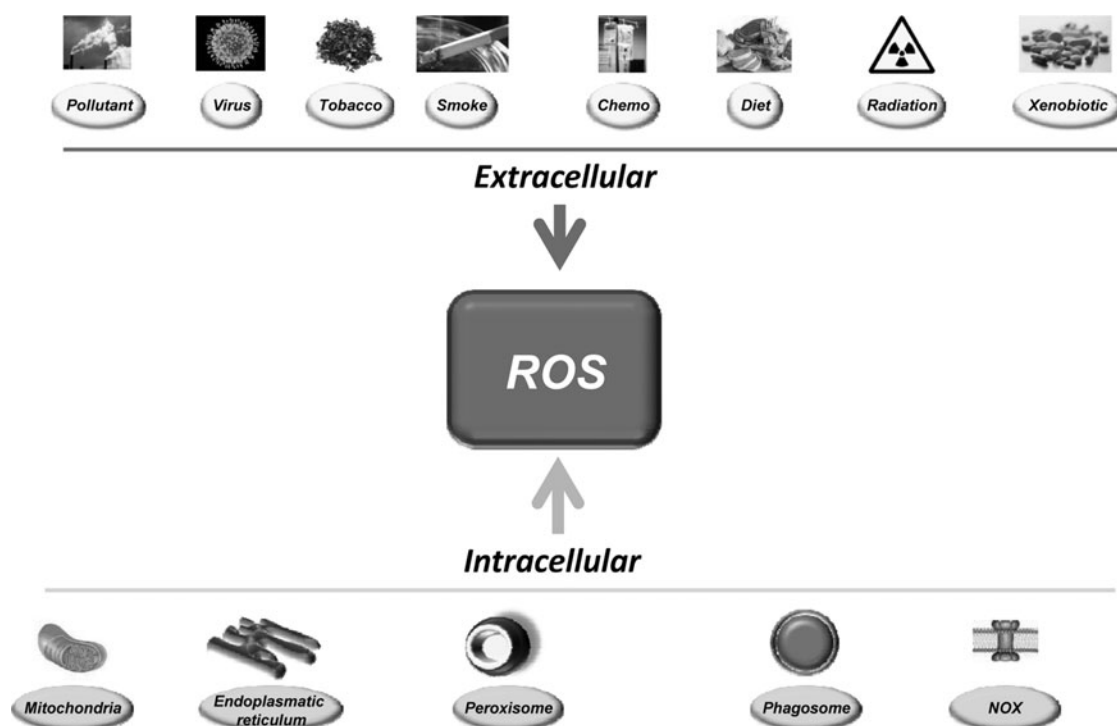 Pollutant
Virus
Tobacco
Smoke
Chemo
Diet
Radiation
Xenobiotic
Extracellular
ROS
Intracellular
Mitochondria
Endoplasmatic
reticulum
Peroxisome
Phagosome
NOX